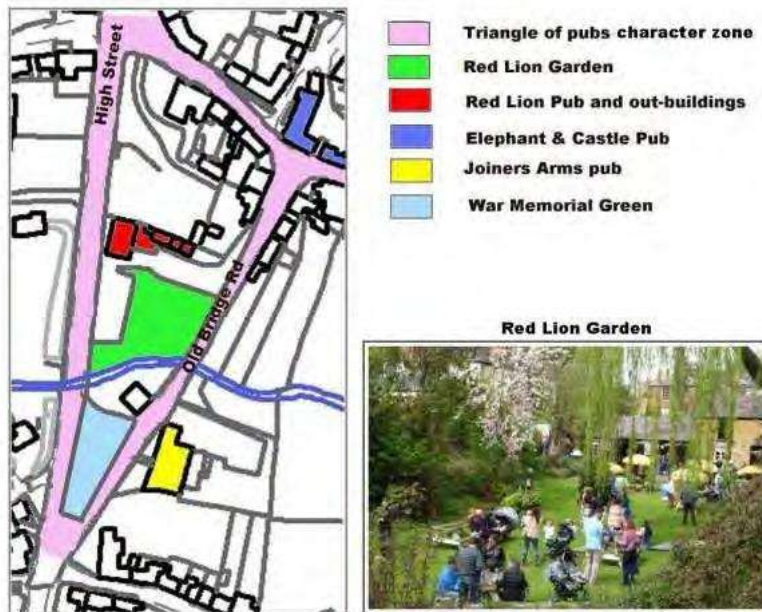 High Street
Old Bridge Rd
Triangle of pubs character zone
Red Lion Garden
Red Lion Pub and out-buildings
Elephant & Castle Pub
Joiners Arms pub
War Memorial Green
Red Lion Garden